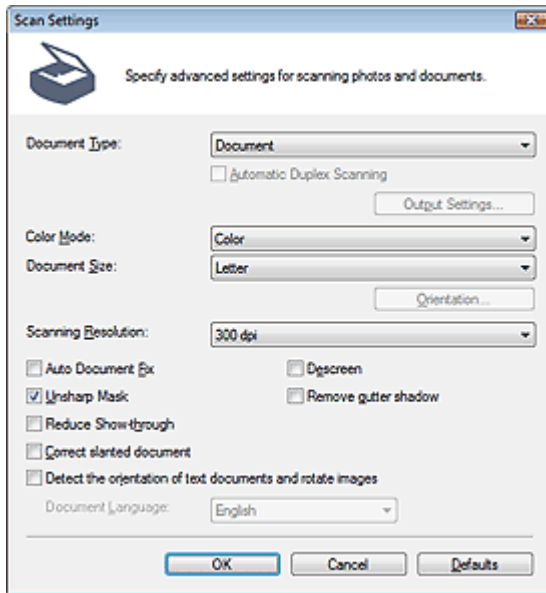 Scan Settings
Specify advanced settings for scanning photos and documents.
Document Type: Document
Automatic Duplex Scanning
Output Settings...
Color Mode: Color
Document Size: Letter
Orientation...
Scanning Resolution: 300 dpi
Auto Document Fix Descreen
Unsharp Mask Remove gutter shadow
Reduce Show-through
Correct slanted document
Detect the orientation of text documents and rotate images
Document Language: English
OK Cancel Defaults